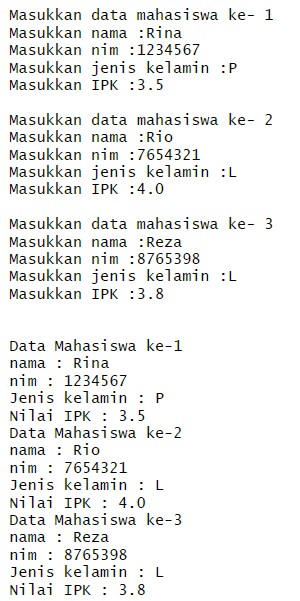 Masukkan data mahasiswa ke- 1
Masukkan nama :Rina
Masukkan nim :1234567
Masukkan jenis kelamin :P
Masukkan IPK :3.5
Masukkan data mahasiswa ke- 2
Masukkan nama :Rio
Masukkan nim :7654321
Masukkan jenis kelamin :L
Masukkan IPK :4.0
Masukkan data mahasiswa ke- 3
Masukkan nama :Reza
Masukkan nim :8765398
Masukkan jenis kelamin :L
Masukkan IPK :3.8
Data Mahasiswa ke-1
nama : Rina
nim : 1234567
Jenis kelamin : P
Nilai IPK : 3.5
Data Mahasiswa ke-2
nama : Rio
nim : 7654321
Jenis kelamin : L
Nilai IPK : 4.0
Data Mahasiswa ke-3
nama : Reza
nim : 8765398
Jenis kelamin : L
Nilai IPK : 3.8